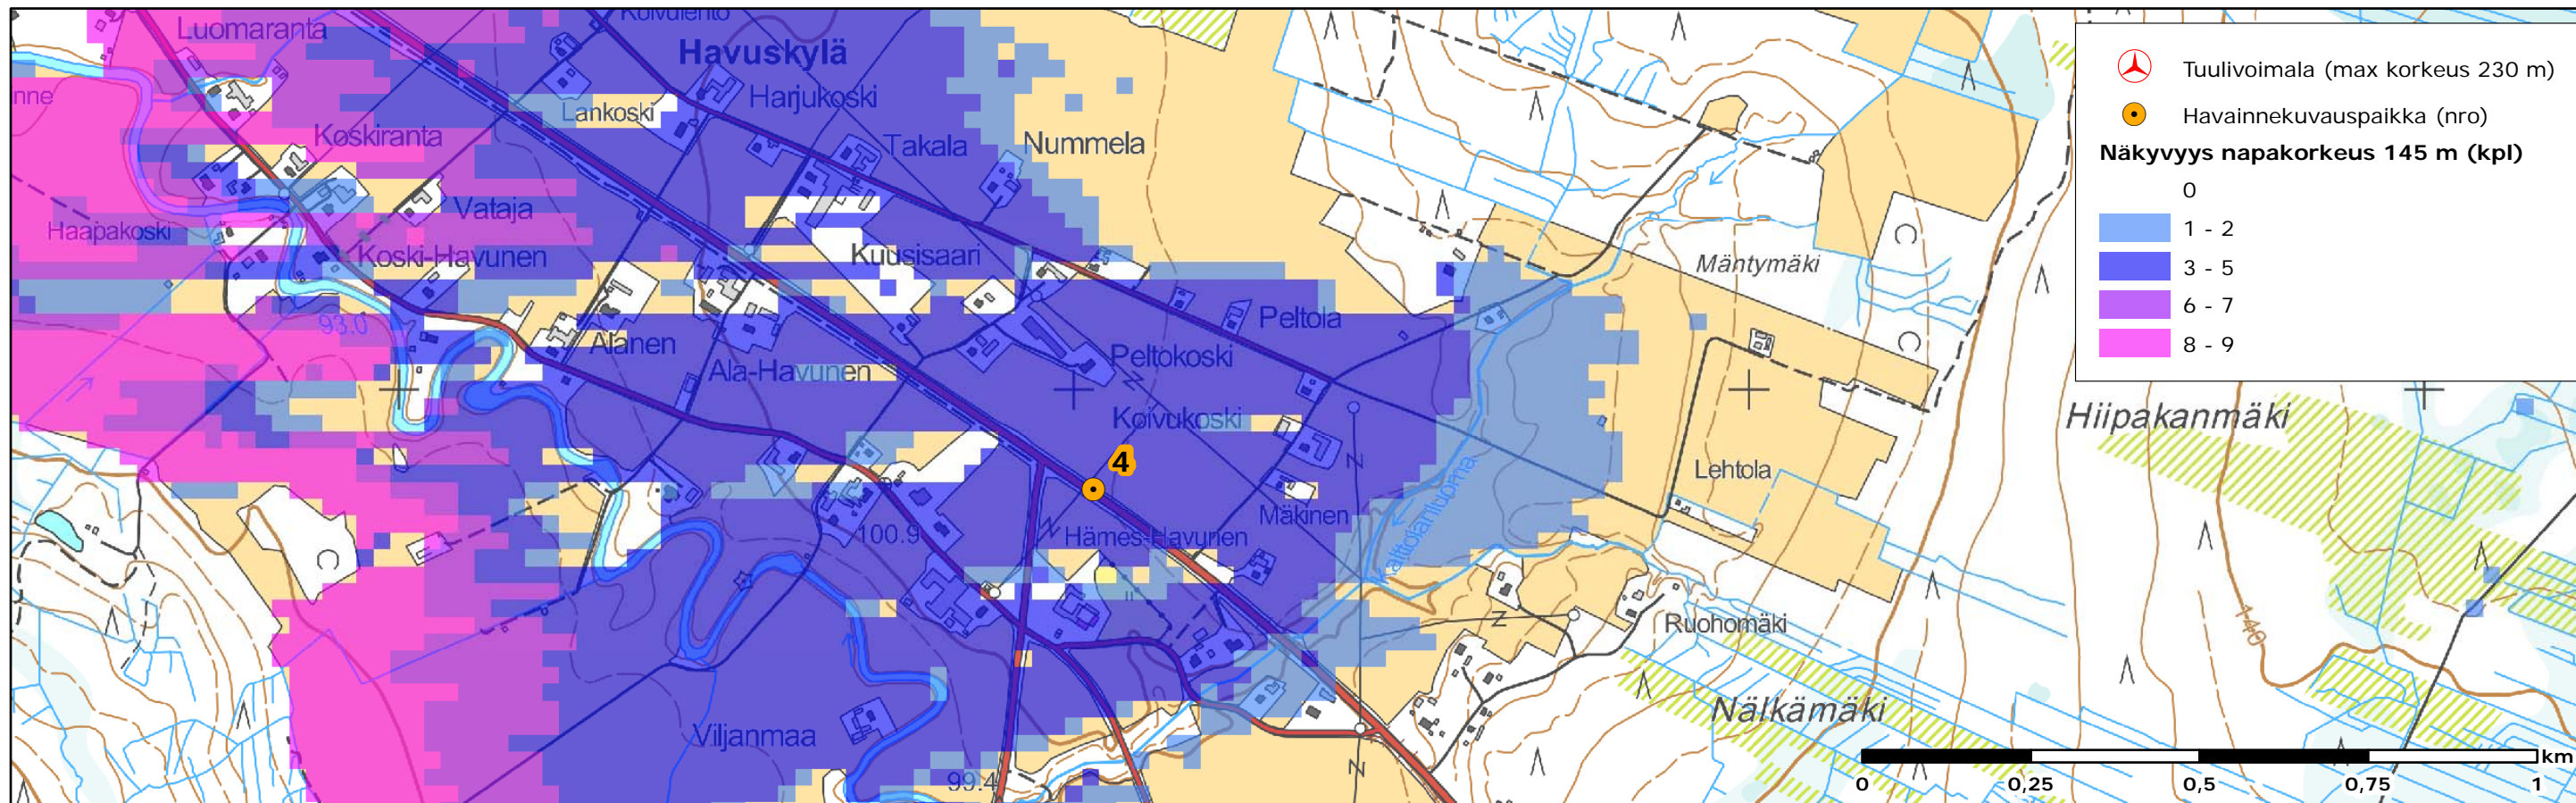 Koivulehto
Luomaranta
Havuskylä
nne
Harjukoski
Lankoski
Koskiranta
Takala
Nummela
Vataja
Haapakoski
Koski-Havunen
Kuusisaari
Mäntymäki
93.0
Peltola
Alanen
Peltokoski
Ala-Havunen
Koivukoski
Hiipakanmäki
4
Lehtola
Mäkinen
100.9
Hämes-Havunen
Kalttolanluoma
Ruohomäki
140
Nälkämäki
Viljanmaa
99.4
Tuulivoimala (max korkeus 230 m)
Havainnekuvauspaikka (nro)
Näkyvyys napakorkeus 145 m (kpl)
0
1 - 2
3 - 5
6 - 7
8 - 9
km
0 0,25 0,5 0,75 1